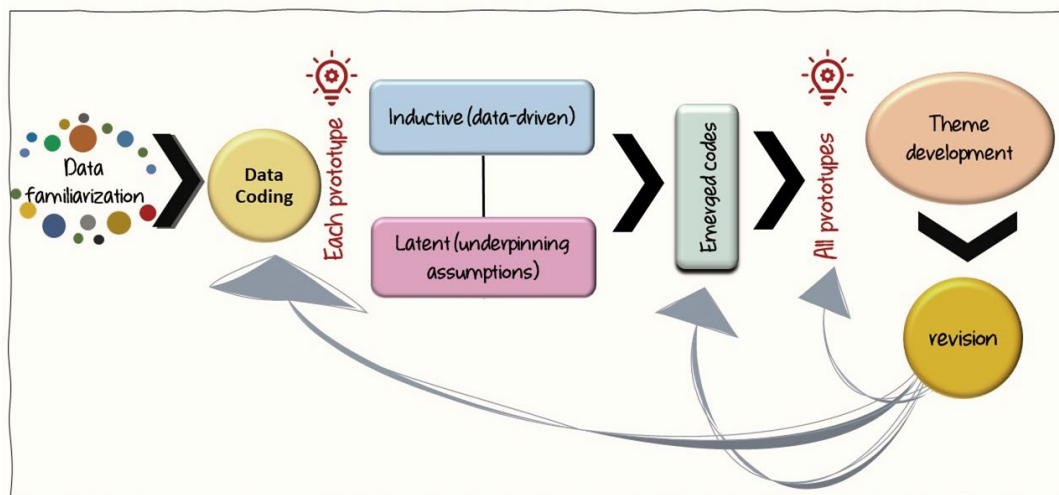 Data
familiarization
Data
Coding
Each prototype
Inductive (data-driven)
Latent (underpinning
assumptions)
Emerged codes
All prototypes
Theme
development
revision